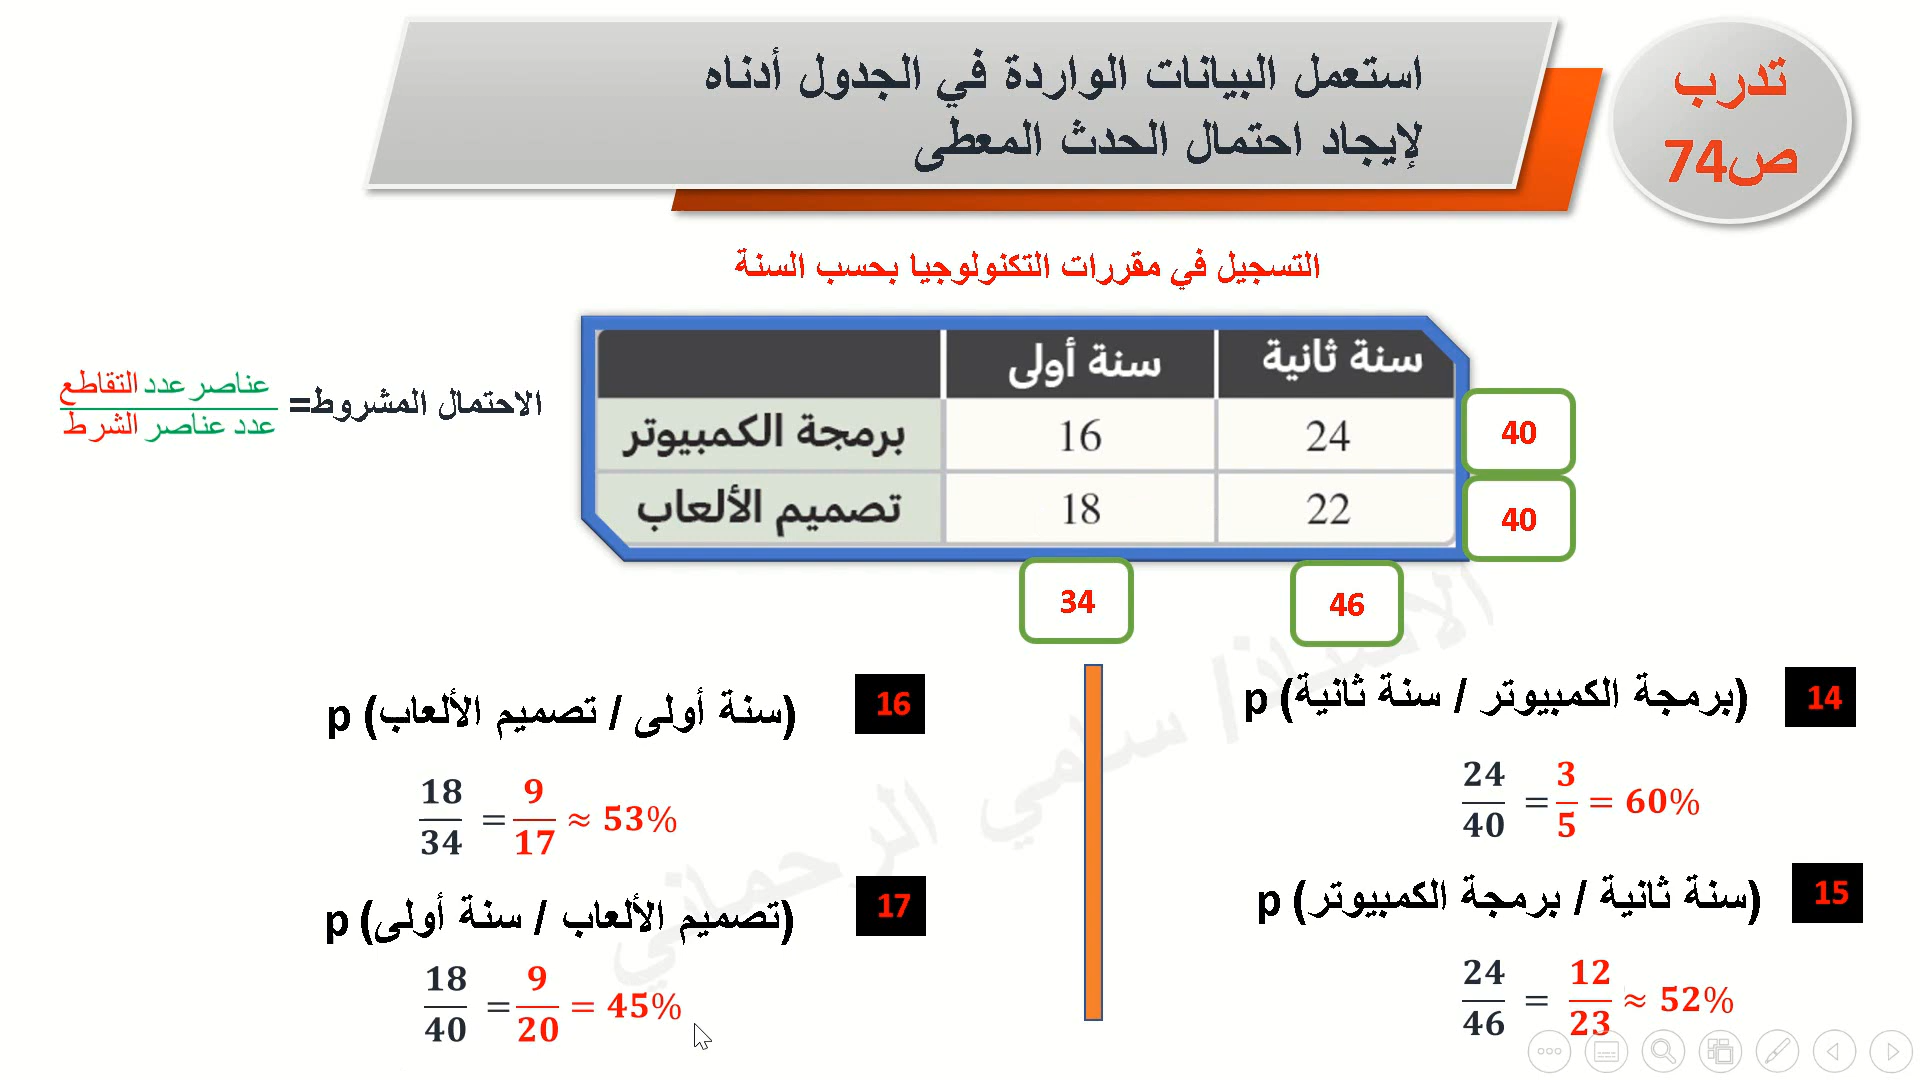 تدرب
ص74
استعمل البيانات الواردة في الجدول أدناه
لإيجاد احتمال الحدث المعطى
التسجيل في مقررات التكنولوجيا بحسب السنة
سنة أولى سنة ثانية
برمجة الكمبيوتر 16 24 40
تصميم الألعاب 18 22 40
34 46
الاحتمال المشروط= عناصر عدد التقاطع
عدد عناصر الشرط
14 p (برمجة الكمبيوتر / سنة ثانية)
24/40 = 3/5 = 60%
15 p (سنة ثانية / برمجة الكمبيوتر)
24/46 = 12/23 ≈ 52%
16 p (سنة أولى / تصميم الألعاب)
18/34 = 9/17 ≈ 53%
17 p (تصميم الألعاب / سنة أولى)
18/40 = 9/20 = 45%
الاستاذ/ سامي الرحماني